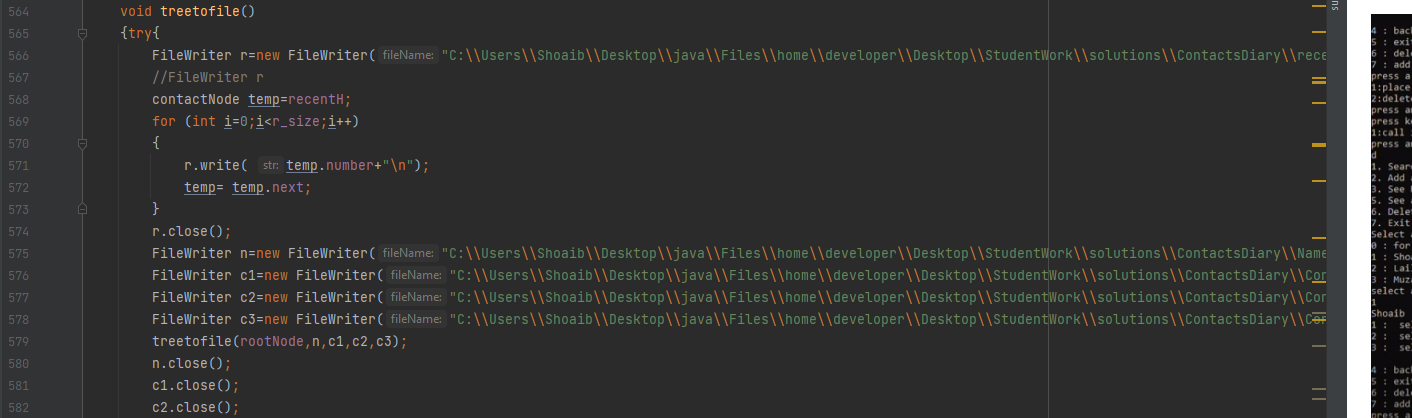 564 void treetofile()
565 {try{
566 FileWriter r=new FileWriter( fileName: "C:\\Users\\Shoaib\\Desktop\\java\\Files\\home\\developer\\Desktop\\StudentWork\\solutions\\ContactsDiary\\rece
567 //FileWriter r
568 contactNode temp=recentH;
569 for (int i=0;i<r_size;i++)
570 {
571 r.write( str: temp.number+"\n");
572 temp= temp.next;
573 }
574 r.close();
575 FileWriter n=new FileWriter( fileName: "C:\\Users\\Shoaib\\Desktop\\java\\Files\\home\\developer\\Desktop\\StudentWork\\solutions\\ContactsDiary\\Name
576 FileWriter c1=new FileWriter( fileName: "C:\\Users\\Shoaib\\Desktop\\java\\Files\\home\\developer\\Desktop\\StudentWork\\solutions\\ContactsDiary\\Con
577 FileWriter c2=new FileWriter( fileName: "C:\\Users\\Shoaib\\Desktop\\java\\Files\\home\\developer\\Desktop\\StudentWork\\solutions\\ContactsDiary\\Con
578 FileWriter c3=new FileWriter( fileName: "C:\\Users\\Shoaib\\Desktop\\java\\Files\\home\\developer\\Desktop\\StudentWork\\solutions\\ContactsDiary\\Con
579 treetofile(rootNode,n,c1,c2,c3);
580 n.close();
581 c1.close();
582 c2.close();
ns
4 : bac
5 : exi
6 : del
7 : add
press a
1:place
2:delet
press a
press k
1:call
press a
d
1. Sear
2. Add
3. See
5. See
6. Dele
7. Exit
Select
0 : for
1 : Sho
2 : Lai
3 : Muz
select
1
Shoaib
1 : se
2 : se
3 : se
4 : bac
5 : exi
6 : del
7 : add
press a